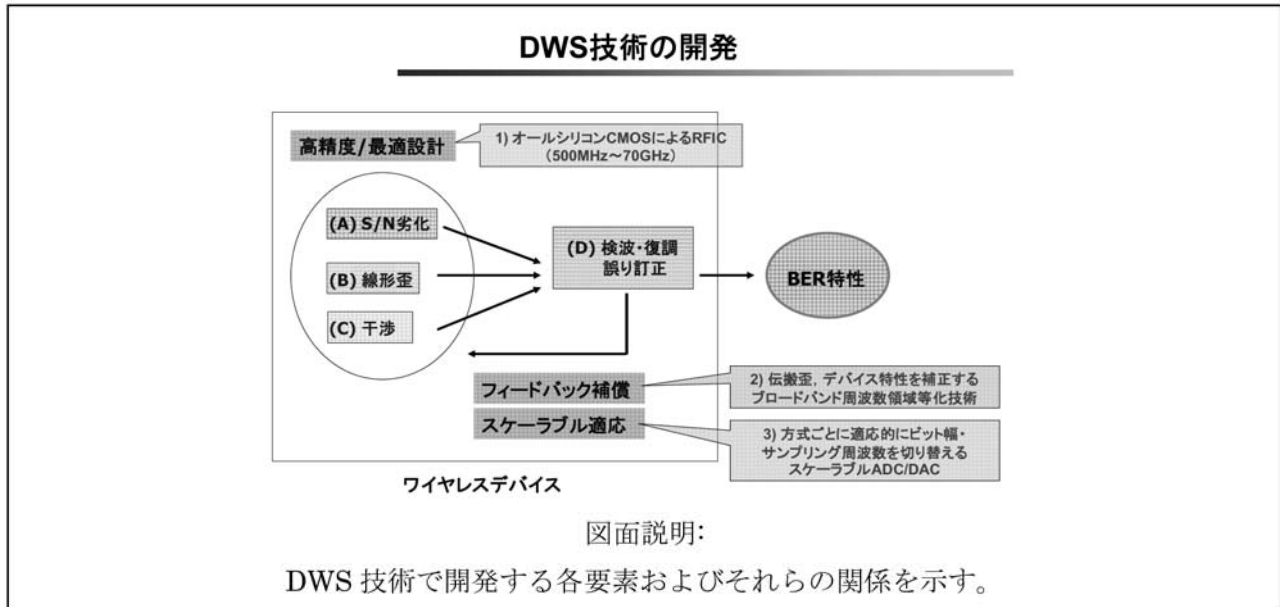 DWS技術の開発
高精度/最適設計
1) オールシリコンCMOSによるRFIC
（500MHz～70GHz）
(A) S/N劣化
(B) 線形歪
(C) 干渉
(D) 検波・復調
誤り訂正
BER特性
フィードバック補償
2) 伝搬歪, デバイス特性を補正する
ブロードバンド周波数領域等化技術
スケーラブル適応
3) 方式ごとに適応的にビット幅・
サンプリング周波数を切り替える
スケーラブルADC/DAC
ワイヤレスデバイス
図面説明:
DWS 技術で開発する各要素およびそれらの関係を示す。